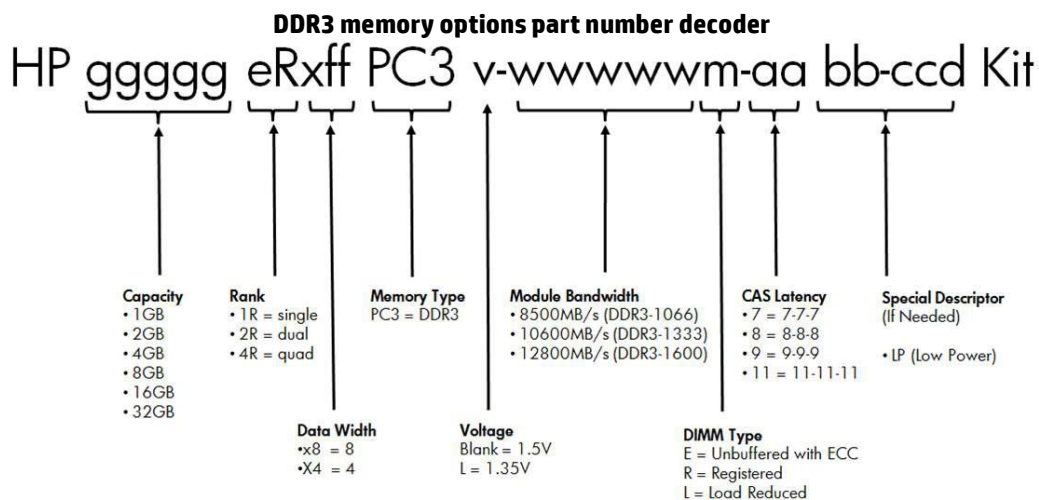 DDR3 memory options part number decoder
HP ggggg eRxff PC3 v-wwwwwm-aa bb-ccd Kit
Capacity
• 1GB
• 2GB
• 4GB
• 8GB
• 16GB
• 32GB
Rank
• 1R = single
• 2R = dual
• 4R = quad
Memory Type
PC3 = DDR3
Module Bandwidth
• 8500MB/s (DDR3-1066)
• 10600MB/s (DDR3-1333)
• 12800MB/s (DDR3-1600)
CAS Latency
• 7 = 7-7-7
• 8 = 8-8-8
• 9 = 9-9-9
• 11 = 11-11-11
Special Descriptor
(If Needed)
• LP (Low Power)
Data Width
•x8 = 8
•X4 = 4
Voltage
Blank = 1.5V
L = 1.35V
DIMM Type
E = Unbuffered with ECC
R = Registered
L = Load Reduced